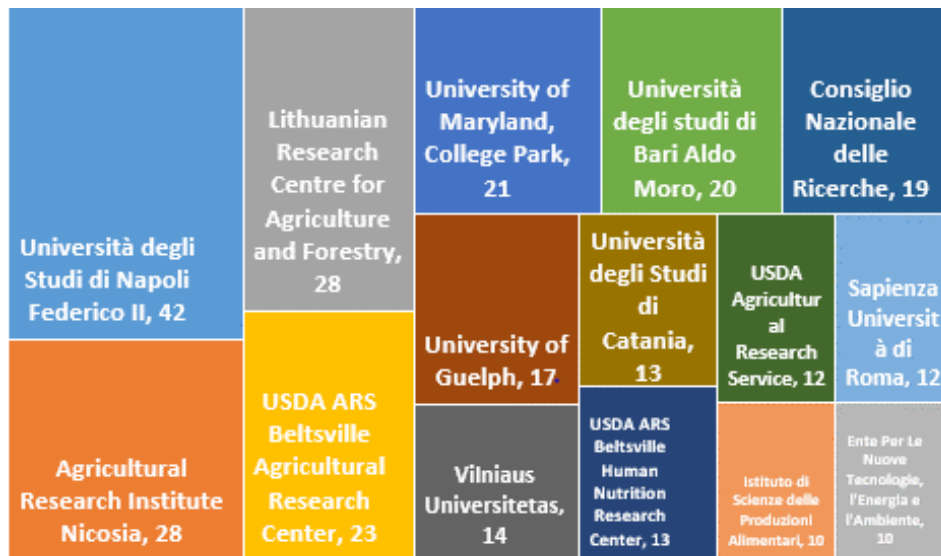 Università degli
Studi di Napoli
Federico II, 42
Agricultural
Research Institute
Nicosia, 28
Lithuanian
Research
Centre for
Agriculture
and Forestry,
28
USDA ARS
Beltsville
Agricultural
Research
Center, 23
University of
Maryland,
College Park,
21
Università
degli studi di
Bari Aldo
Moro, 20
Consiglio
Nazionale
delle
Ricerche, 19
University of
Guelph, 17
Vilniaus
Universitetas,
14
Università
degli Studi
di
Catania,
13
USDA ARS
Beltsville
Human
Nutrition
Research
Center, 13
USDA
Agricultur
al
Research
Service, 12
Sapienza
Universit
à di
Roma, 12
Istituto di
Scienze delle
Produzioni
Alimentari, 10
Ente Per Le
Nuove
Tecnologie,
l'Energia e
l'Ambiente,
10